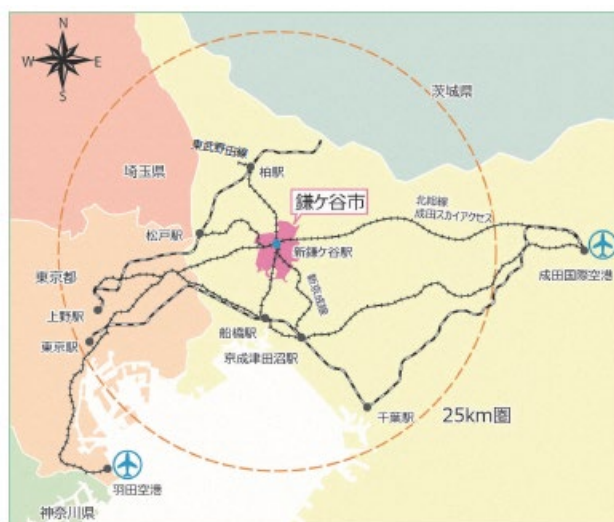 N
W E
S
茨城県
東武野田線
埼玉県
柏駅
鎌ケ谷市
北総線
成田スカイアクセス
松戸駅
新鎌ケ谷駅
東京都
新京成線
成田国際空港
上野駅
船橋駅
東京駅
京成津田沼駅
千葉駅
25km圏
羽田空港
神奈川県